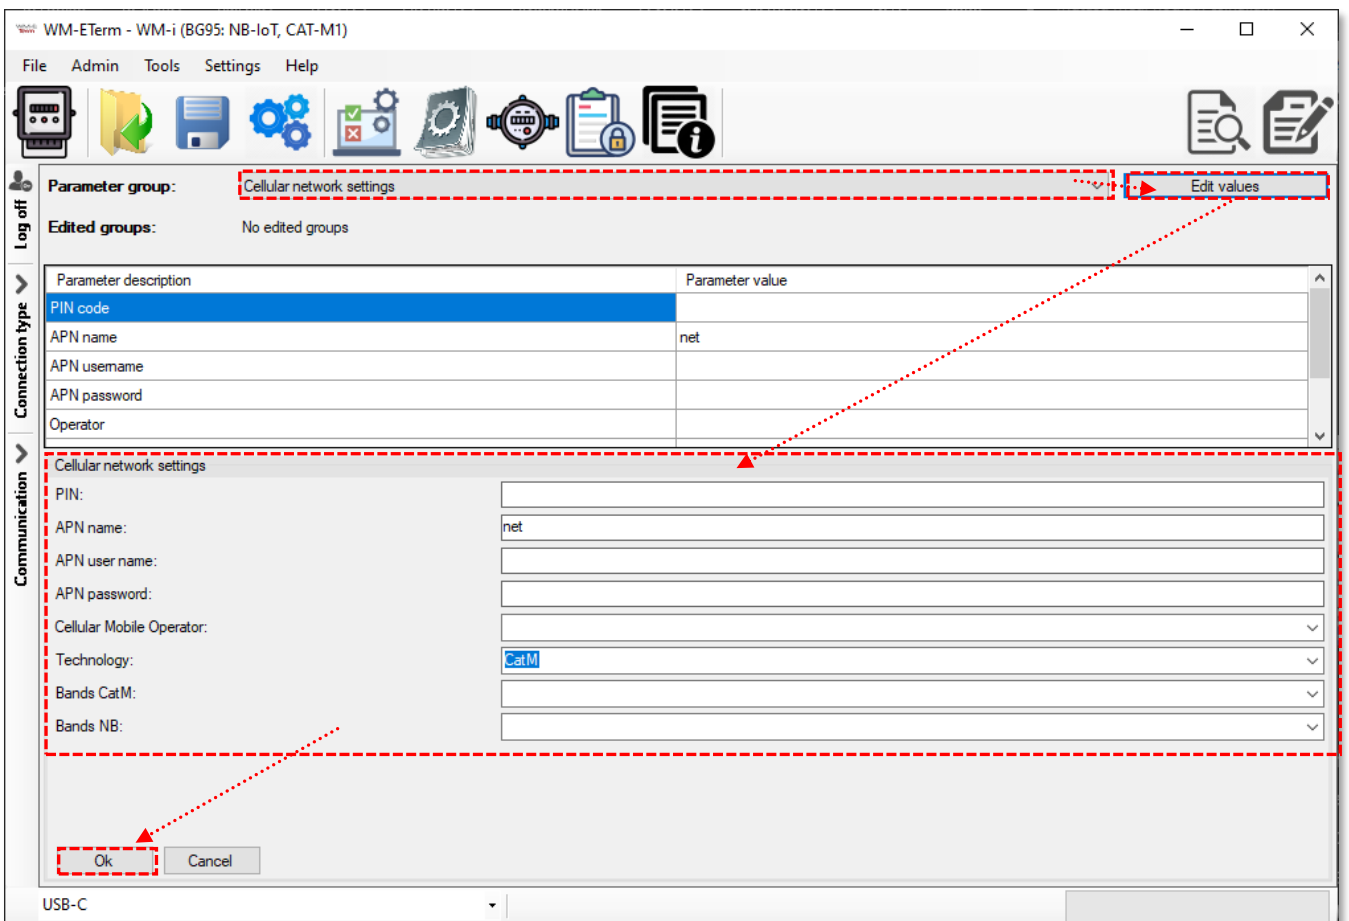 WM-ETerm - WM-i (BG95: NB-IoT, CAT-M1)
File Admin Tools Settings Help
Parameter group: Cellular network settings Edit values
Edited groups: No edited groups
Log off
Connection type
Communication
Parameter description Parameter value
PIN code
APN name net
APN username
APN password
Operator
Cellular network settings
PIN:
APN name: net
APN user name:
APN password:
Cellular Mobile Operator:
Technology: CatM
Bands CatM:
Bands NB:
Ok Cancel
USB-C